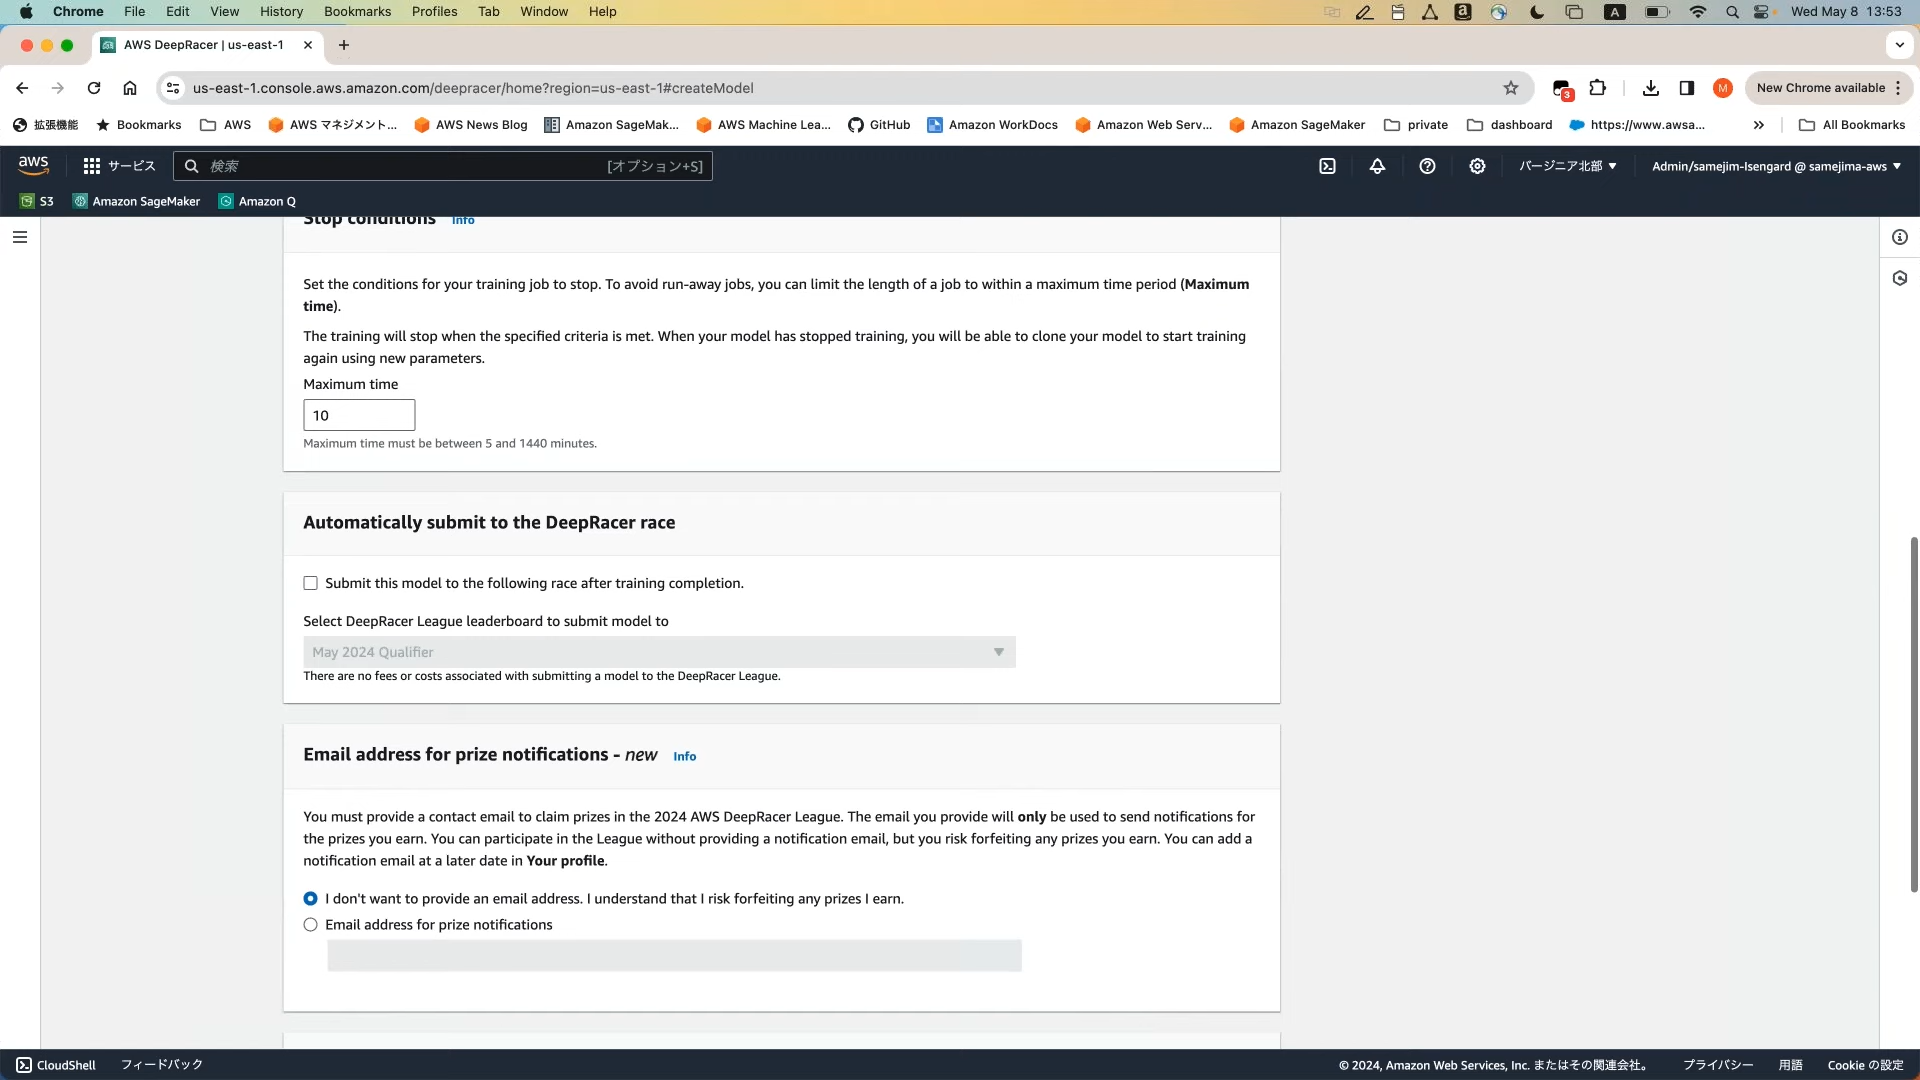 Chrome File Edit View History Bookmarks Profiles Tab Window Help
A Wed May 8 13:53
AWS DeepRacer | us-east-1
us-east-1.console.aws.amazon.com/deepracer/home?region=us-east-1#createModel
3 M New Chrome available
拡張機能 Bookmarks AWS AWS マネジメント... AWS News Blog Amazon SageMak... AWS Machine Lea... GitHub Amazon WorkDocs Amazon Web Serv... Amazon SageMaker private dashboard https://www.awsa... All Bookmarks
aws サービス 検索 [オプション+S] バージニア北部 Admin/samejim-Isengard @ samejima-aws
S3 Amazon SageMaker Amazon Q
Stop conditions Info
Set the conditions for your training job to stop. To avoid run-away jobs, you can limit the length of a job to within a maximum time period (Maximum
time).
The training will stop when the specified criteria is met. When your model has stopped training, you will be able to clone your model to start training
again using new parameters.
Maximum time
10
Maximum time must be between 5 and 1440 minutes.
Automatically submit to the DeepRacer race
Submit this model to the following race after training completion.
Select DeepRacer League leaderboard to submit model to
May 2024 Qualifier
There are no fees or costs associated with submitting a model to the DeepRacer League.
Email address for prize notifications - new Info
You must provide a contact email to claim prizes in the 2024 AWS DeepRacer League. The email you provide will only be used to send notifications for
the prizes you earn. You can participate in the League without providing a notification email, but you risk forfeiting any prizes you earn. You can add a
notification email at a later date in Your profile.
I don't want to provide an email address. I understand that I risk forfeiting any prizes I earn.
Email address for prize notifications
CloudShell フィードバック © 2024, Amazon Web Services, Inc. またはその関連会社。 プライバシー 用語 Cookie の設定